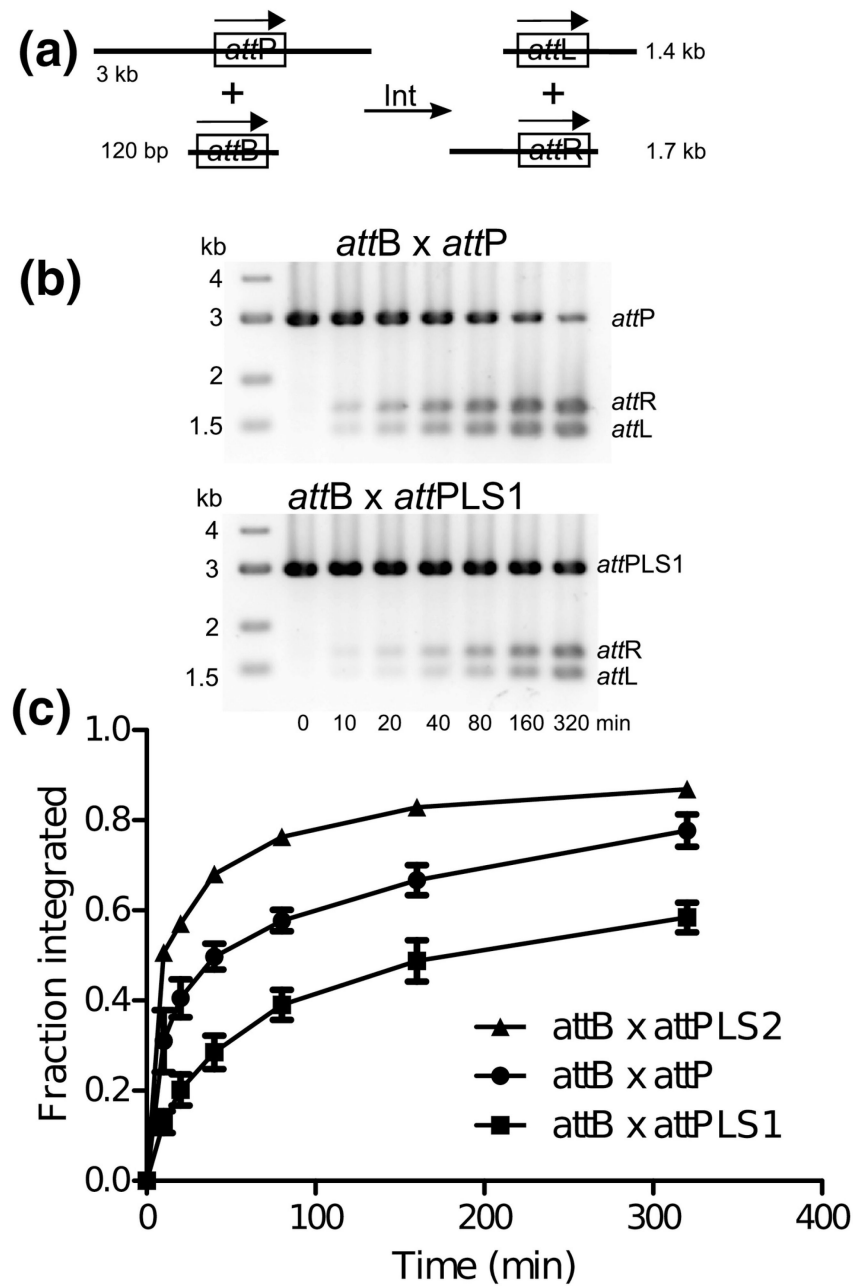 (a)
attP
attL
1.4 kb
3 kb
+
Int
+
120 bp
attB
attR
1.7 kb
(b)
kb
attB x attP
4
3
attP
2
attR
1.5
attL
kb
attB x attPLS1
4
3
attPLS1
2
attR
1.5
attL
0 10 20 40 80 160 320 min
(c)
1.0
0.8
0.6
0.4
0.2
0.0
Fraction integrated
attB x attPLS2
attB x attP
attB x attPLS1
0 100 200 300 400
Time (min)